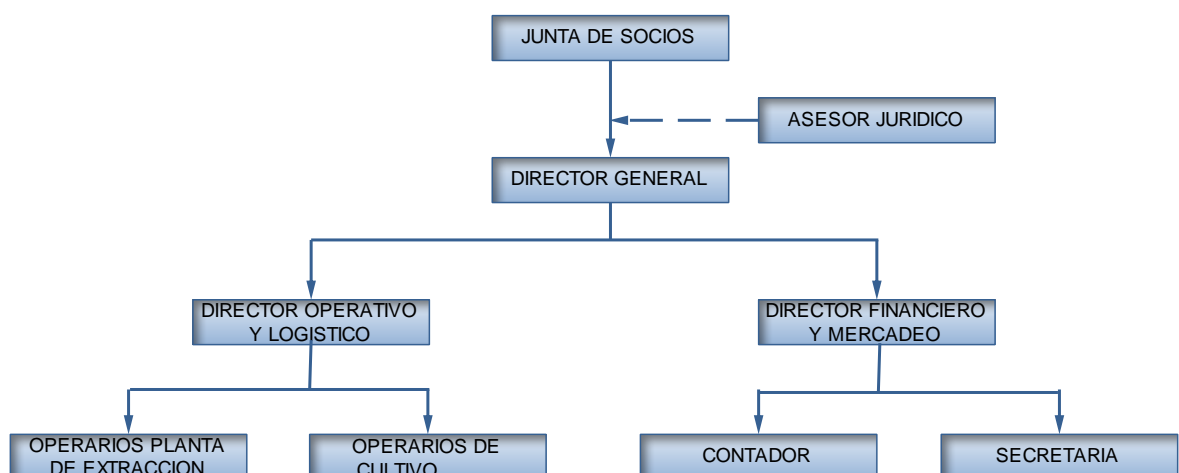 JUNTA DE SOCIOS
ASESOR JURIDICO
DIRECTOR GENERAL
DIRECTOR OPERATIVO
Y LOGISTICO
DIRECTOR FINANCIERO
Y MERCADEO
OPERARIOS PLANTA
DE EXTRACCION
OPERARIOS DE
CULTIVO
CONTADOR
SECRETARIA